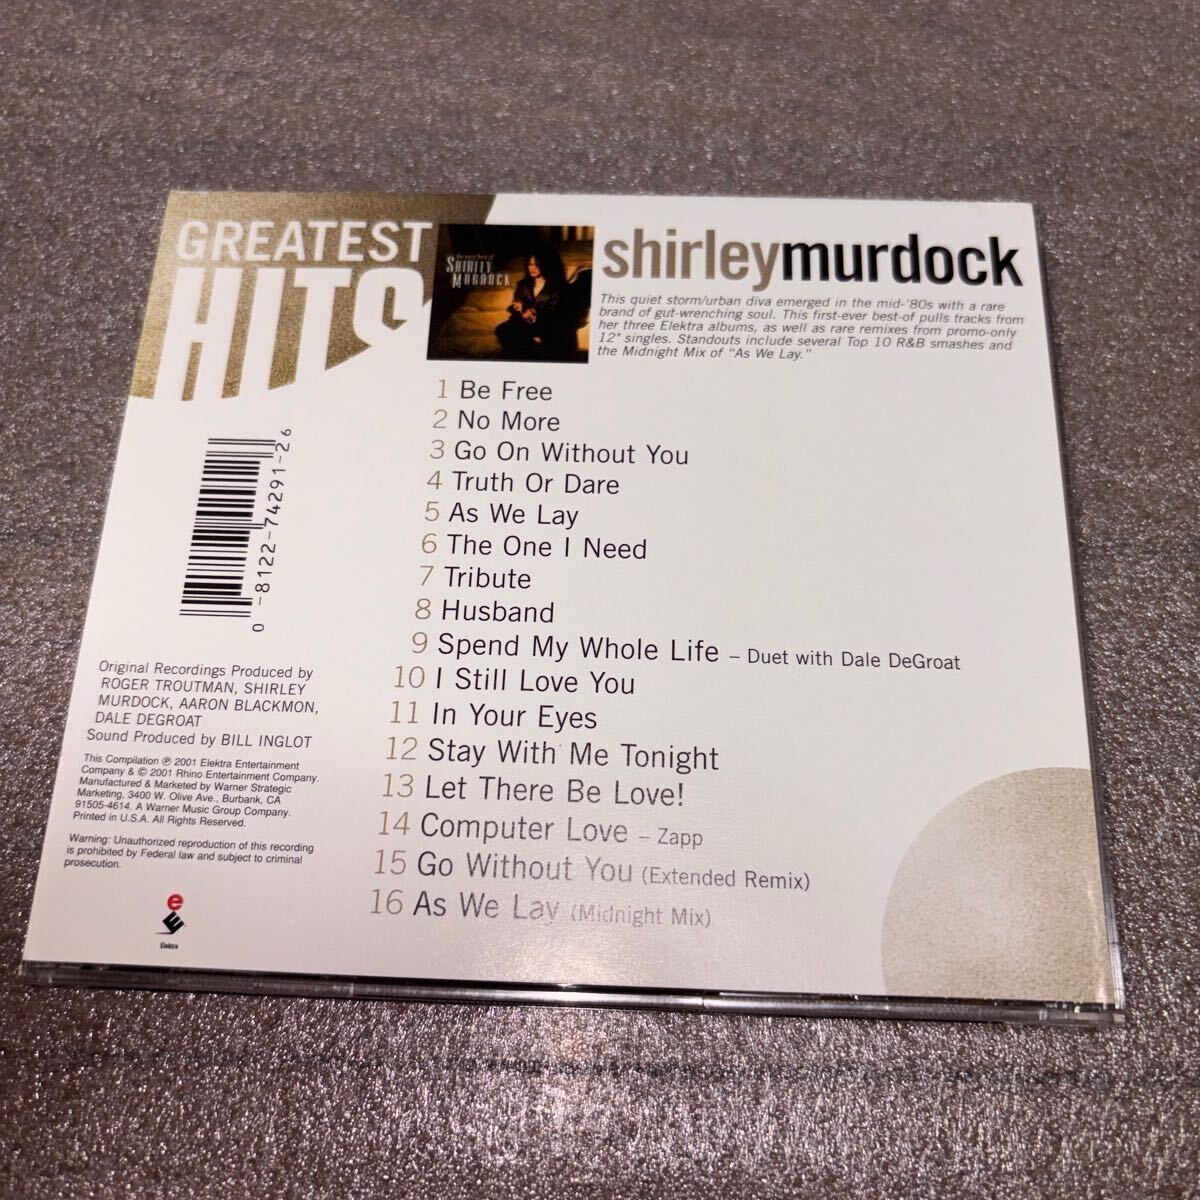 GREATEST
HITS
the very best of
SHIRLEY
MURDOCK
shirleymurdock
This quiet storm/urban diva emerged in the mid-'80s with a rare
brand of gut-wrenching soul. This first-ever best-of pulls tracks from
her three Elektra albums, as well as rare remixes from promo-only
12" singles. Standouts include several Top 10 R&B smashes and
the Midnight Mix of “As We Lay.”
1 Be Free
2 No More
3 Go On Without You
4 Truth Or Dare
5 As We Lay
6 The One I Need
7 Tribute
8 Husband
9 Spend My Whole Life – Duet with Dale DeGroat
10 I Still Love You
11 In Your Eyes
12 Stay With Me Tonight
13 Let There Be Love!
14 Computer Love – Zapp
15 Go Without You (Extended Remix)
16 As We Lay (Midnight Mix)
0 -8122-74291-2 6
Original Recordings Produced by
ROGER TROUTMAN, SHIRLEY
MURDOCK, AARON BLACKMON,
DALE DEGROAT
Sound Produced by BILL INGLOT
This Compilation ℗ 2001 Elektra Entertainment
Company & © 2001 Rhino Entertainment Company.
Manufactured & Marketed by Warner Strategic
Marketing, 3400 W. Olive Ave., Burbank, CA
91505-4614. A Warner Music Group Company.
Printed in U.S.A. All Rights Reserved.
Warning: Unauthorized reproduction of this recording
is prohibited by Federal law and subject to criminal
prosecution.
e
E
Elektra